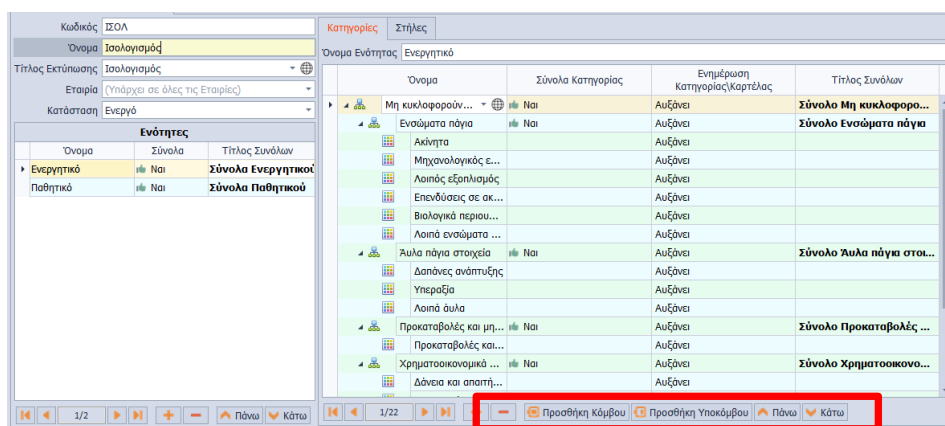 Κωδικός ΙΣΟΛ
Όνομα Ισολογισμός
Τίτλος Εκτύπωσης Ισολογισμός
Εταιρία (Υπάρχει σε όλες τις Εταιρίες)
Κατάσταση Ενεργό
Ενότητες
Όνομα Σύνολα Τίτλος Συνόλων
Ενεργητικό Ναι Σύνολα Ενεργητικού
Παθητικό Ναι Σύνολα Παθητικού
1/2 Πάνω Κάτω
Κατηγορίες Στήλες
Όνομα Ενότητας Ενεργητικό
Όνομα Σύνολα Κατηγορίας Ενημέρωση Κατηγορίας\Καρτέλας Τίτλος Συνόλων
Μη κυκλοφορούν... Ναι Αυξάνει Σύνολο Μη κυκλοφορο...
Ενσώματα πάγια Ναι Αυξάνει Σύνολο Ενσώματα πάγια
Ακίνητα Αυξάνει
Μηχανολογικός ε... Αυξάνει
Λοιπός εξοπλισμός Αυξάνει
Επενδύσεις σε ακ... Αυξάνει
Βιολογικά περιου... Αυξάνει
Λοιπά ενσώματα ... Αυξάνει
Άυλα πάγια στοιχεία Ναι Αυξάνει Σύνολο Άυλα πάγια στοι...
Δαπάνες ανάπτυξης Αυξάνει
Υπεραξία Αυξάνει
Λοιπά άυλα Αυξάνει
Προκαταβολές και μη... Ναι Αυξάνει Σύνολο Προκαταβολές ...
Προκαταβολές και... Αυξάνει
Χρηματοοικονομικά ... Ναι Αυξάνει Σύνολο Χρηματοοικονο...
Δάνεια και απαιτή... Αυξάνει
1/22 Προσθήκη Κόμβου Προσθήκη Υποκόμβου Πάνω Κάτω